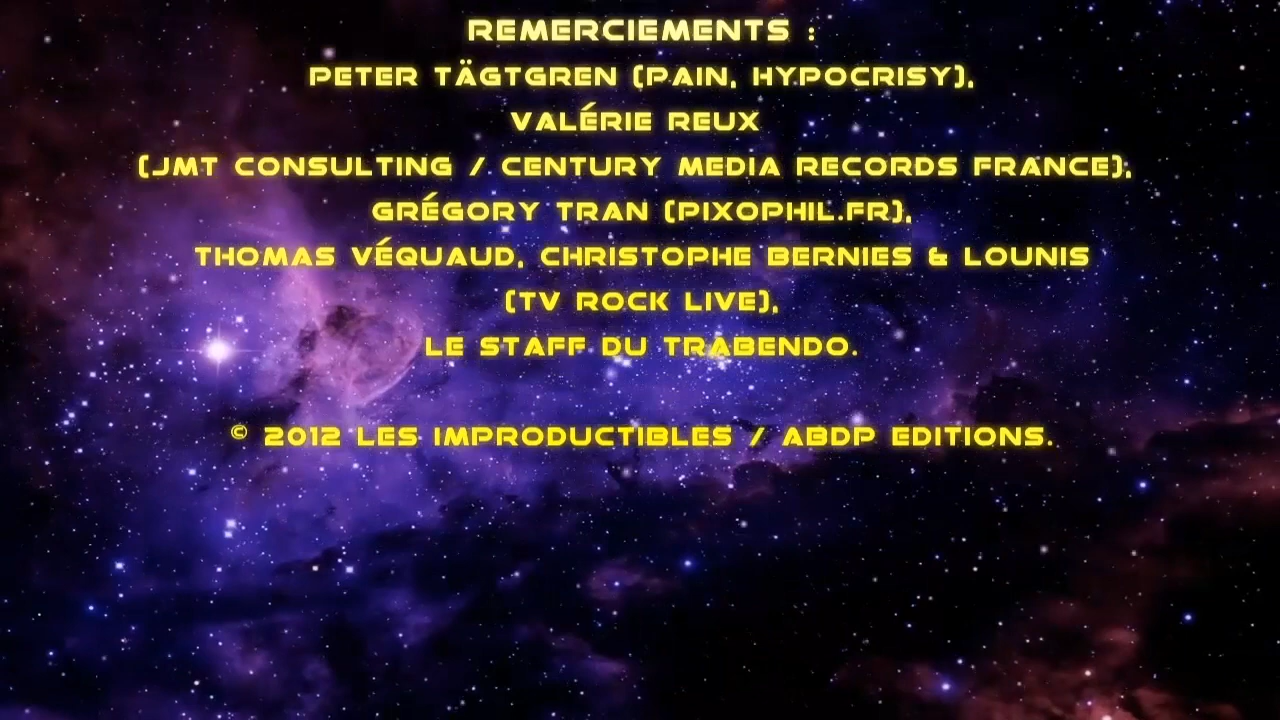 REMERCIEMENTS :
PETER TÄGTGREN (PAIN, HYPOCRISY),
VALÉRIE REUX
(JMT CONSULTING / CENTURY MEDIA RECORDS FRANCE),
GRÉGORY TRAN (PIXOPHIL.FR),
THOMAS VÉQUAUD, CHRISTOPHE BERNIES & LOUNIS
(TV ROCK LIVE),
LE STAFF DU TRABENDO.
© 2012 LES IMPRODUCTIBLES / ABDP EDITIONS.